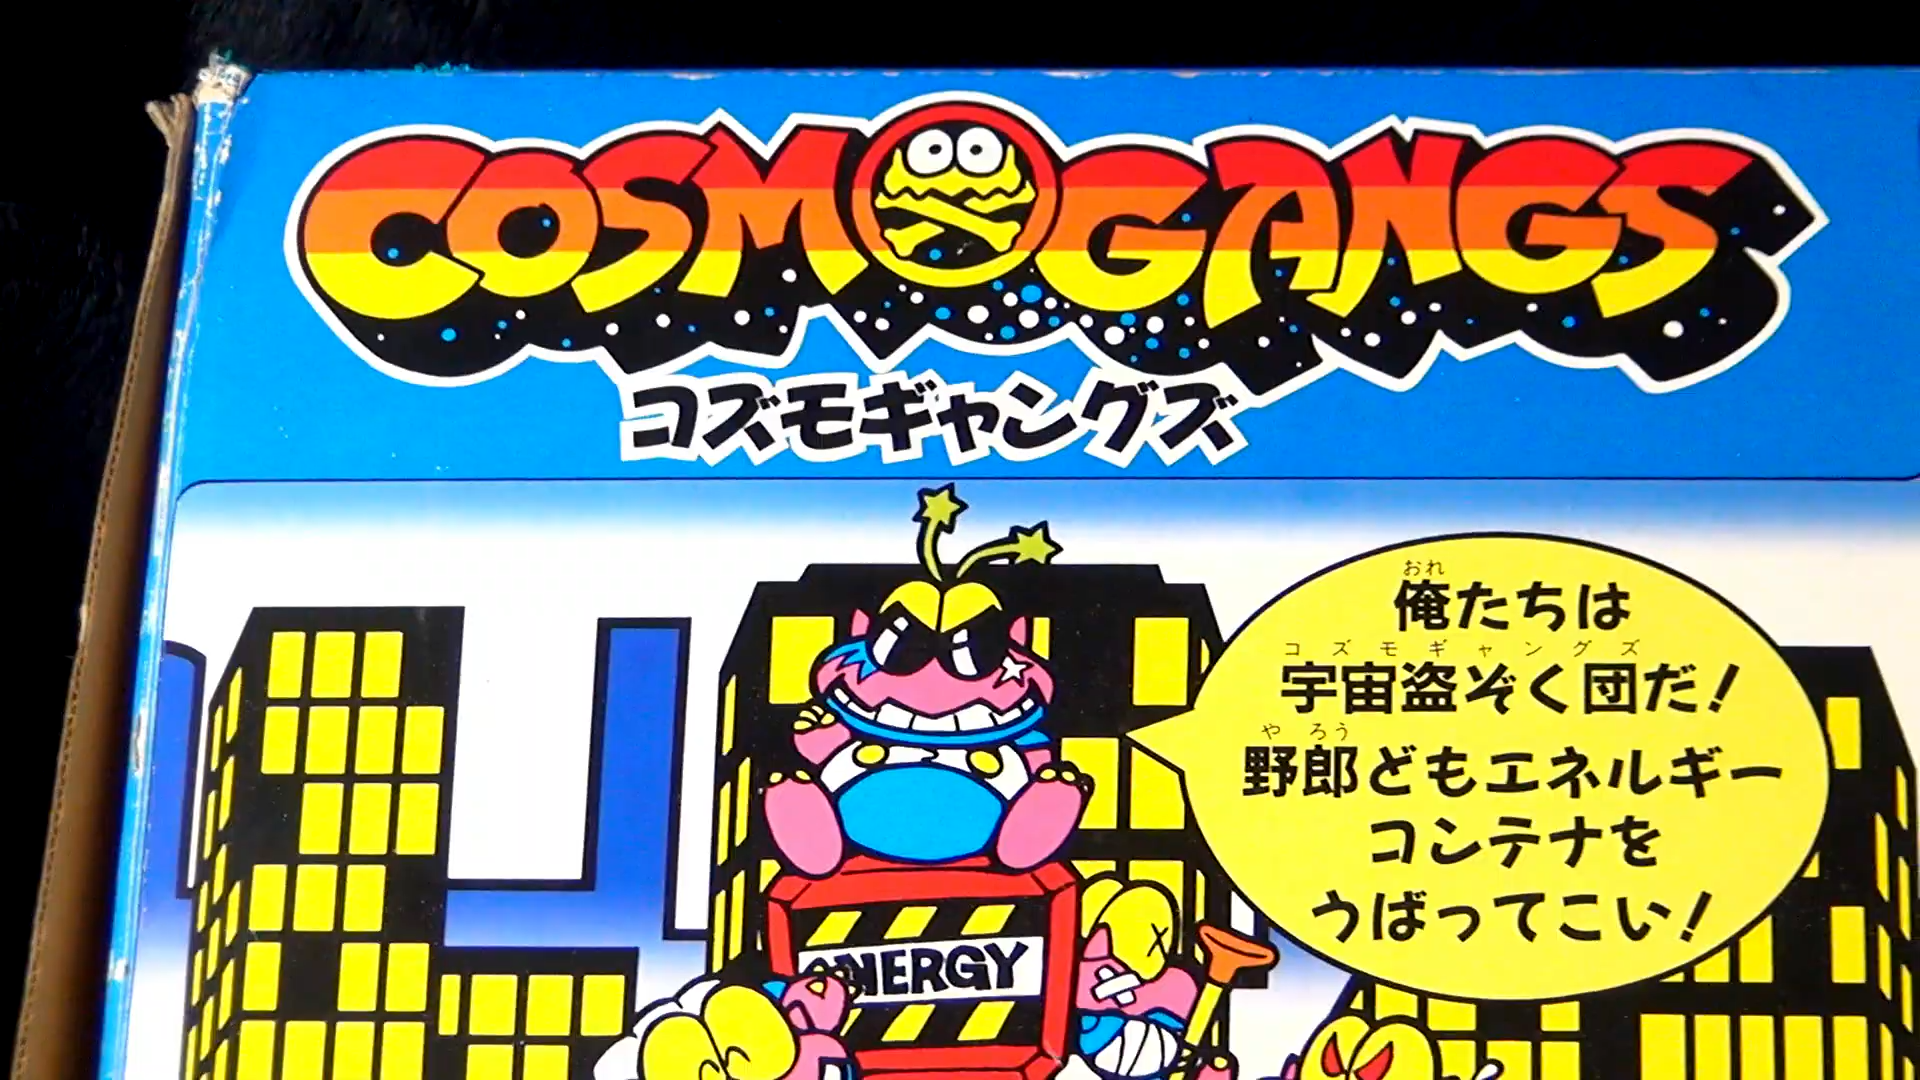 COSMOGANGS
コズモギャングズ
おれ
俺たちは
コズモギャングズ
宇宙盗ぞく団だ！
やろう
野郎どもエネルギー
コンテナを
うばってこい！
ENERGY